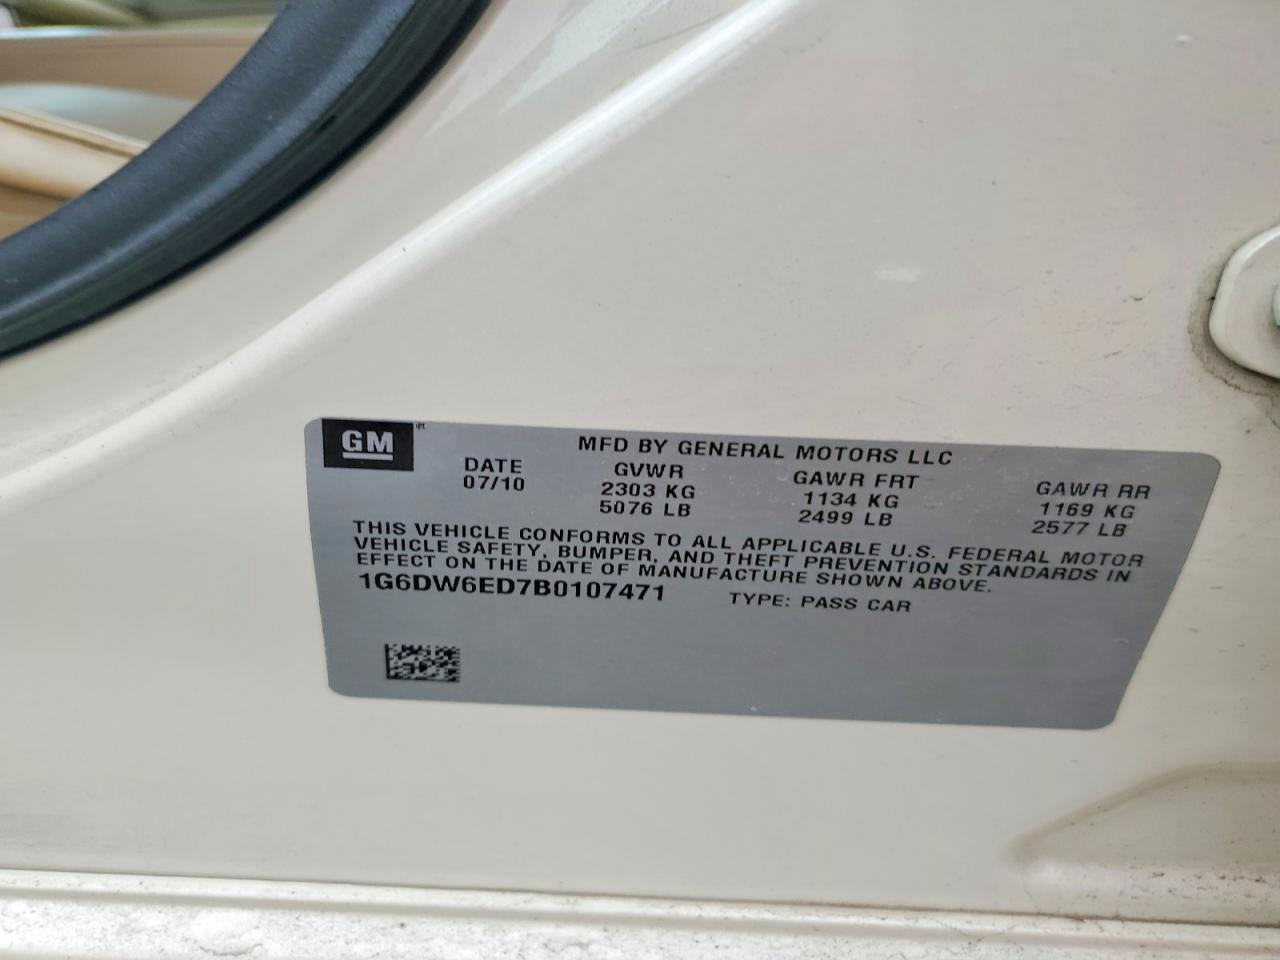 GM
MFD BY GENERAL MOTORS LLC
DATE GVWR GAWR FRT GAWR RR
07/10 2303 KG 1134 KG 1169 KG
5076 LB 2499 LB 2577 LB
THIS VEHICLE CONFORMS TO ALL APPLICABLE U.S. FEDERAL MOTOR
VEHICLE SAFETY, BUMPER, AND THEFT PREVENTION STANDARDS IN
EFFECT ON THE DATE OF MANUFACTURE SHOWN ABOVE.
1G6DW6ED7B0107471 TYPE: PASS CAR